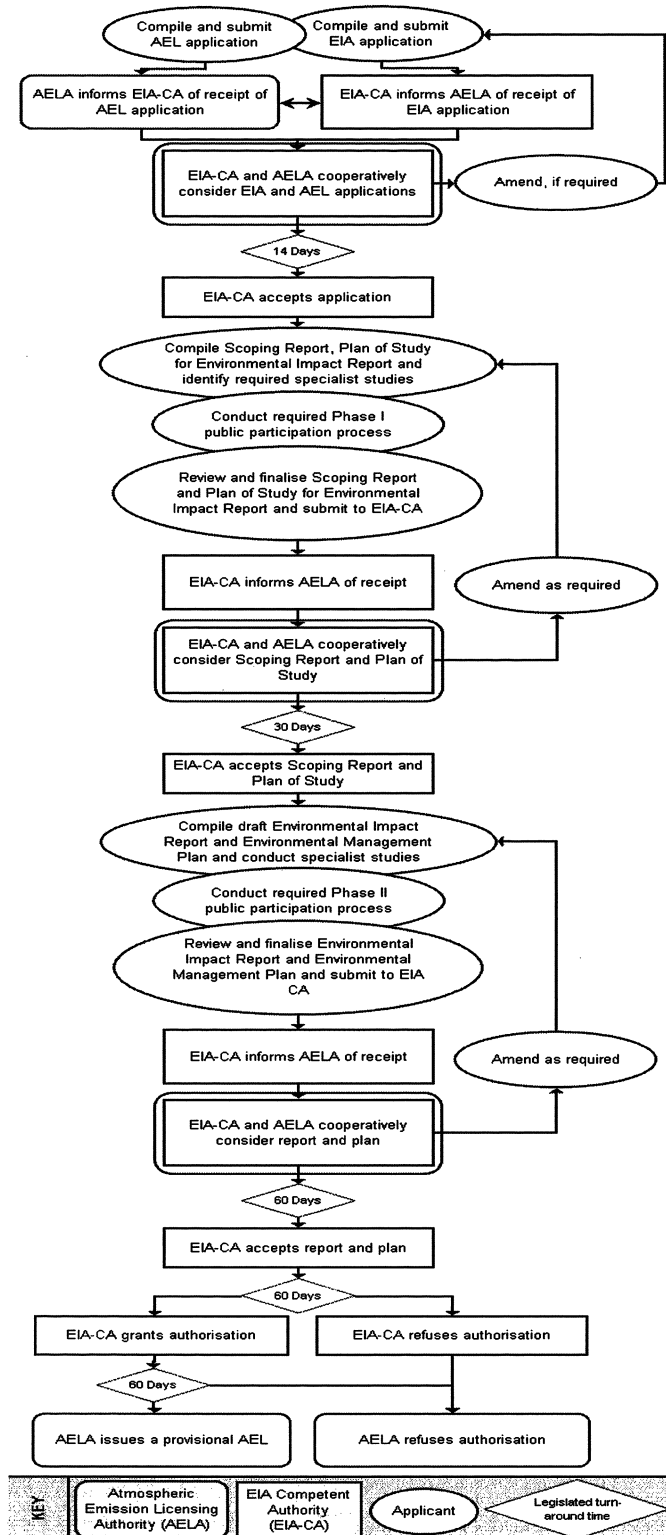 Compile and submit
AEL application
Compile and submit
EIA application
AELA informs EIA-CA of receipt of
AEL application
EIA-CA informs AELA of receipt of
EIA application
EIA-CA and AELA cooperatively
consider EIA and AEL applications
Amend, if required
14 Days
EIA-CA accepts application
Compile Scoping Report, Plan of Study
for Environmental Impact Report and
identify required specialist studies
Conduct required Phase I
public participation process
Review and finalise Scoping Report
and Plan of Study for Environmental
Impact Report and submit to EIA-CA
EIA-CA informs AELA of receipt
Amend as required
EIA-CA and AELA cooperatively
consider Scoping Report and Plan of
Study
30 Days
EIA-CA accepts Scoping Report and
Plan of Study
Compile draft Environmental Impact
Report and Environmental Management
Plan and conduct specialist studies
Conduct required Phase II
public participation process
Review and finalise Environmental
Impact Report and Environmental
Management Plan and submit to EIA
CA
EIA-CA informs AELA of receipt
Amend as required
EIA-CA and AELA cooperatively
consider report and plan
60 Days
EIA-CA accepts report and plan
60 Days
EIA-CA grants authorisation
EIA-CA refuses authorisation
60 Days
AELA issues a provisional AEL
AELA refuses authorisation
KEY
Atmospheric
Emission Licensing
Authority (AELA)
EIA Competent
Authority
(EIA-CA)
Applicant
Legislated turn-
around time